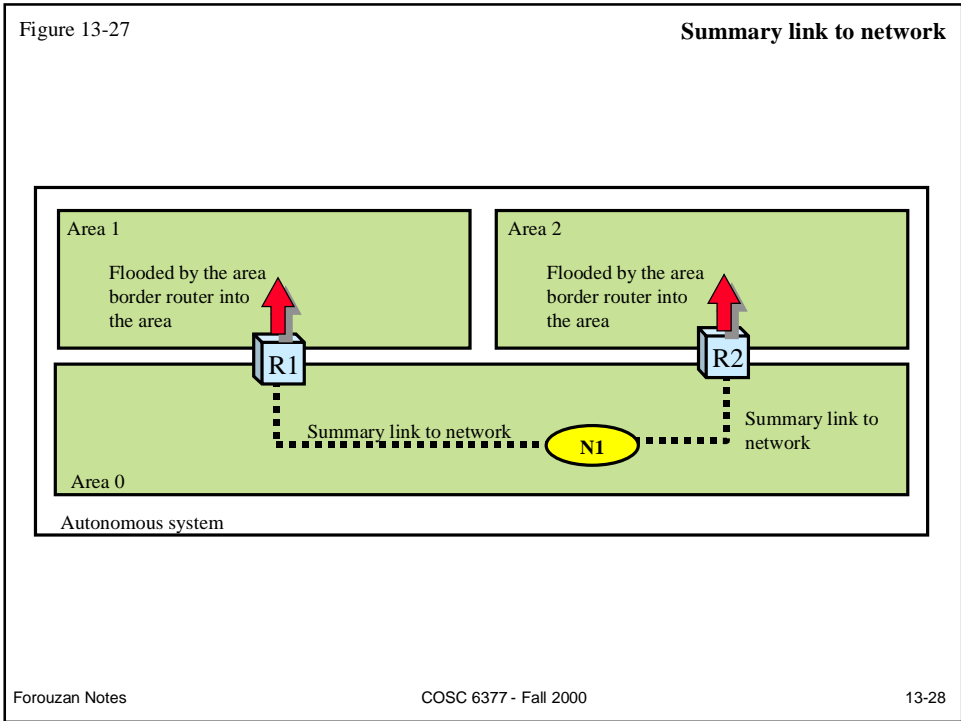 Figure 13-27
Summary link to network
Area 1
Flooded by the area
border router into
the area
R1
Area 2
Flooded by the area
border router into
the area
R2
Summary link to network
N1
Summary link to
network
Area 0
Autonomous system
Forouzan Notes
COSC 6377 - Fall 2000
13-28